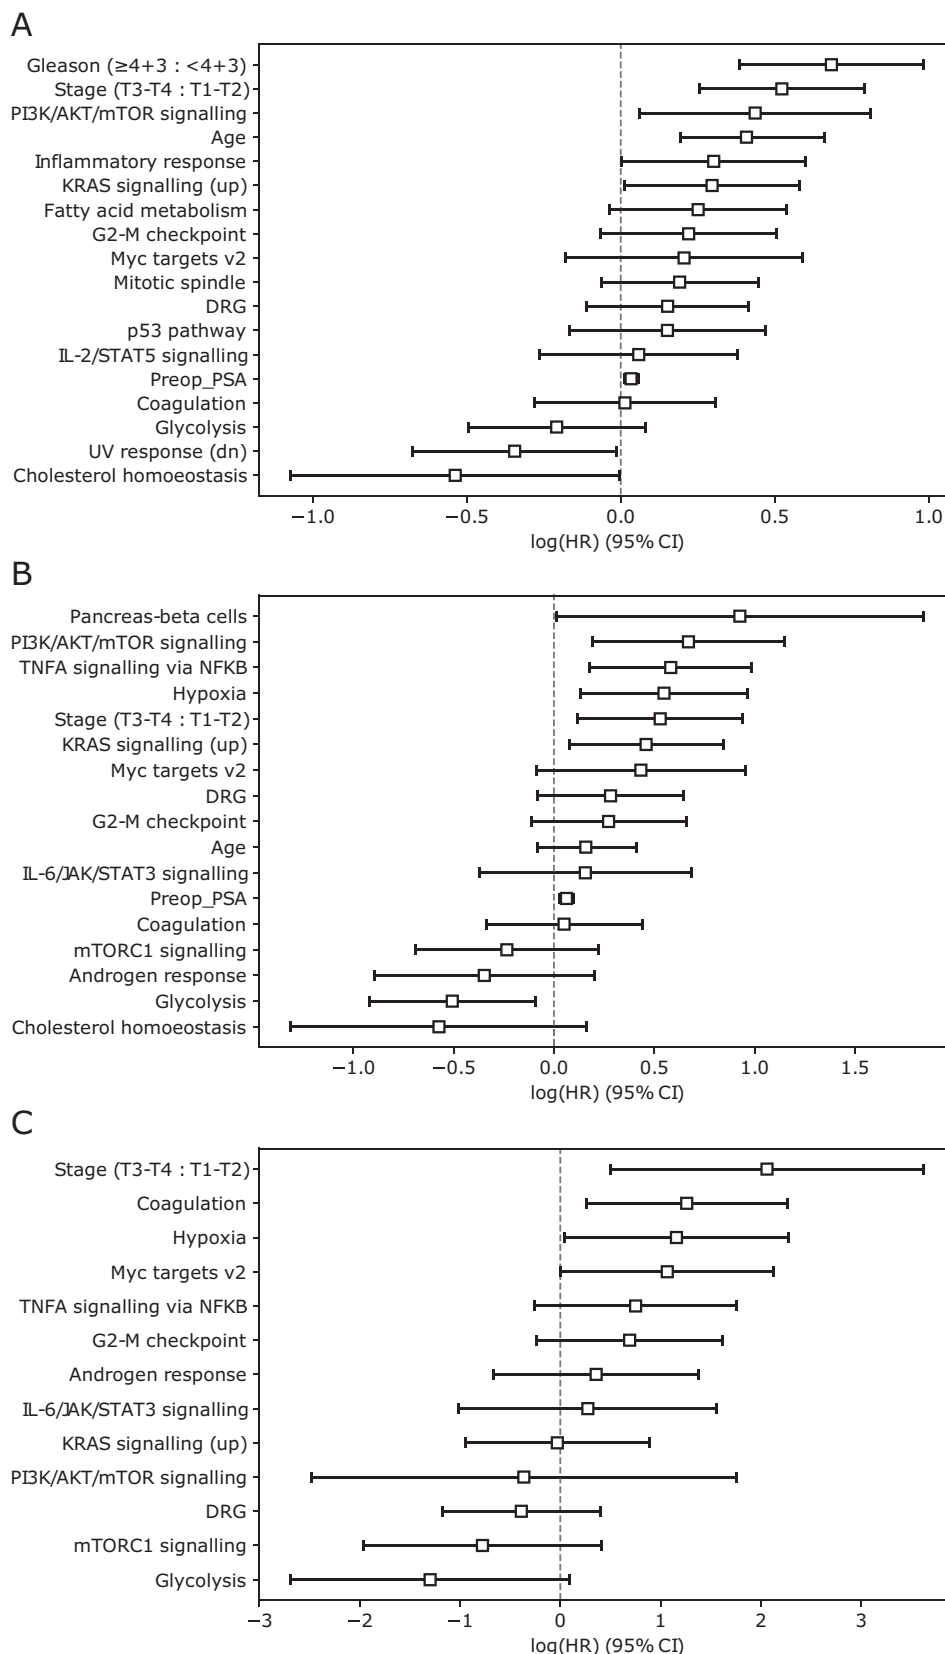 A
Gleason (≥4+3 : <4+3)
Stage (T3-T4 : T1-T2)
PI3K/AKT/mTOR signalling
Age
Inflammatory response
KRAS signalling (up)
Fatty acid metabolism
G2-M checkpoint
Myc targets v2
Mitotic spindle
DRG
p53 pathway
IL-2/STAT5 signalling
Preop_PSA
Coagulation
Glycolysis
UV response (dn)
Cholesterol homoeostasis
−1.0 −0.5 0.0 0.5 1.0
log(HR) (95% CI)
B
Pancreas-beta cells
PI3K/AKT/mTOR signalling
TNFA signalling via NFKB
Hypoxia
Stage (T3-T4 : T1-T2)
KRAS signalling (up)
Myc targets v2
DRG
G2-M checkpoint
Age
IL-6/JAK/STAT3 signalling
Preop_PSA
Coagulation
mTORC1 signalling
Androgen response
Glycolysis
Cholesterol homoeostasis
−1.0 −0.5 0.0 0.5 1.0 1.5
log(HR) (95% CI)
C
Stage (T3-T4 : T1-T2)
Coagulation
Hypoxia
Myc targets v2
TNFA signalling via NFKB
G2-M checkpoint
Androgen response
IL-6/JAK/STAT3 signalling
KRAS signalling (up)
PI3K/AKT/mTOR signalling
DRG
mTORC1 signalling
Glycolysis
−3 −2 −1 0 1 2 3
log(HR) (95% CI)